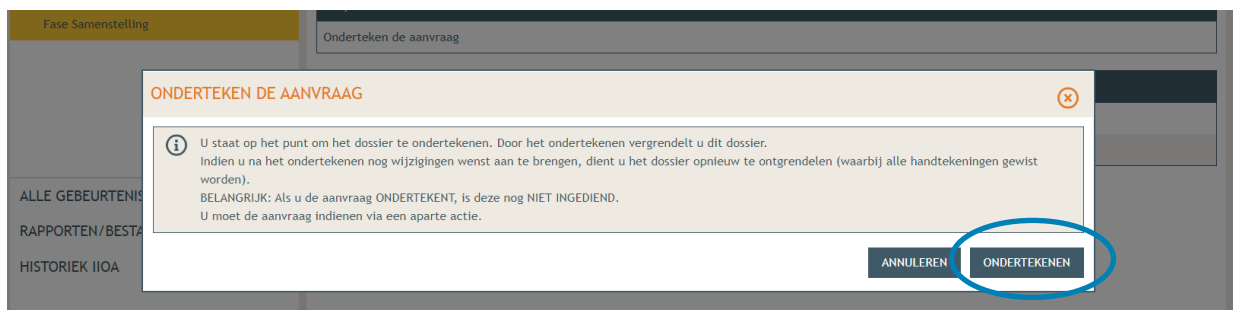 Fase Samenstelling
Onderteken de aanvraag
ONDERTEKEN DE AANVRAAG
U staat op het punt om het dossier te ondertekenen. Door het ondertekenen vergrendelt u dit dossier.
Indien u na het ondertekenen nog wijzigingen wenst aan te brengen, dient u het dossier opnieuw te ontgrendelen (waarbij alle handtekeningen gewist
worden).
BELANGRIJK: Als u de aanvraag ONDERTEKENT, is deze nog NIET INGEDIEND.
U moet de aanvraag indienen via een aparte actie.
ALLE GEBEURTENIS
RAPPORTEN/BESTA
HISTORIEK IIOA
ANNULEREN ONDERTEKENEN